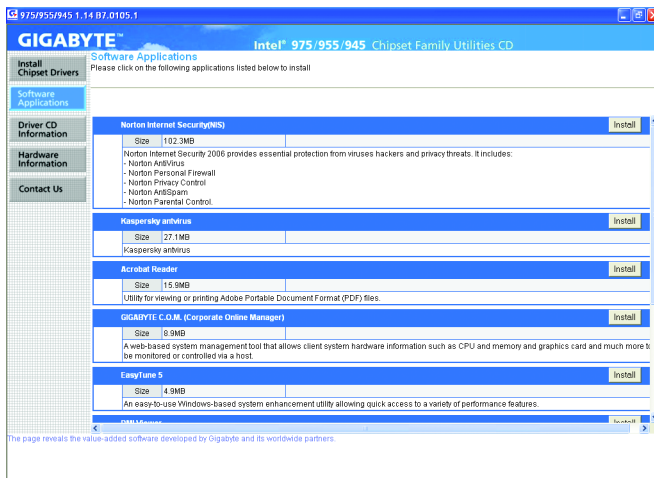 975/955/945 1.14 B7.0105.1
GIGABYTE™
Intel® 975/955/945 Chipset Family Utilities CD
Install
Chipset Drivers
Software
Applications
Driver CD
Information
Hardware
Information
Contact Us
Software Applications
Please click on the following applications listed below to install
Norton Internet Security(NIS) Install
Size 102.3MB
Norton Internet Security 2006 provides essential protection from viruses hackers and privacy threats. It includes:
- Norton AntiVirus
- Norton Personal Firewall
- Norton Privacy Control
- Norton AntiSpam
- Norton Parental Control.
Kaspersky antvirus Install
Size 27.1MB
Kaspersky antvirus
Acrobat Reader Install
Size 15.9MB
Utility for viewing or printing Adobe Portable Document Format (PDF) files.
GIGABYTE C.O.M. (Corporate Online Manager) Install
Size 8.9MB
A web-based system management tool that allows client system hardware information such as CPU and memory and graphics card and much more to
be monitored or controlled via a host.
EasyTune 5 Install
Size 4.9MB
An easy-to-use Windows-based system enhancement utility allowing quick access to a variety of performance features.
DMI Viewer Install
The page reveals the value-added software developed by Gigabyte and its worldwide partners.